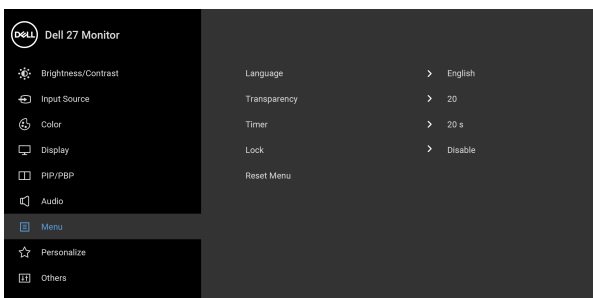 DELL Dell 27 Monitor
Brightness/Contrast
Input Source
Color
Display
PIP/PBP
Audio
Menu
Personalize
Others
Language > English
Transparency > 20
Timer > 20 s
Lock > Disable
Reset Menu